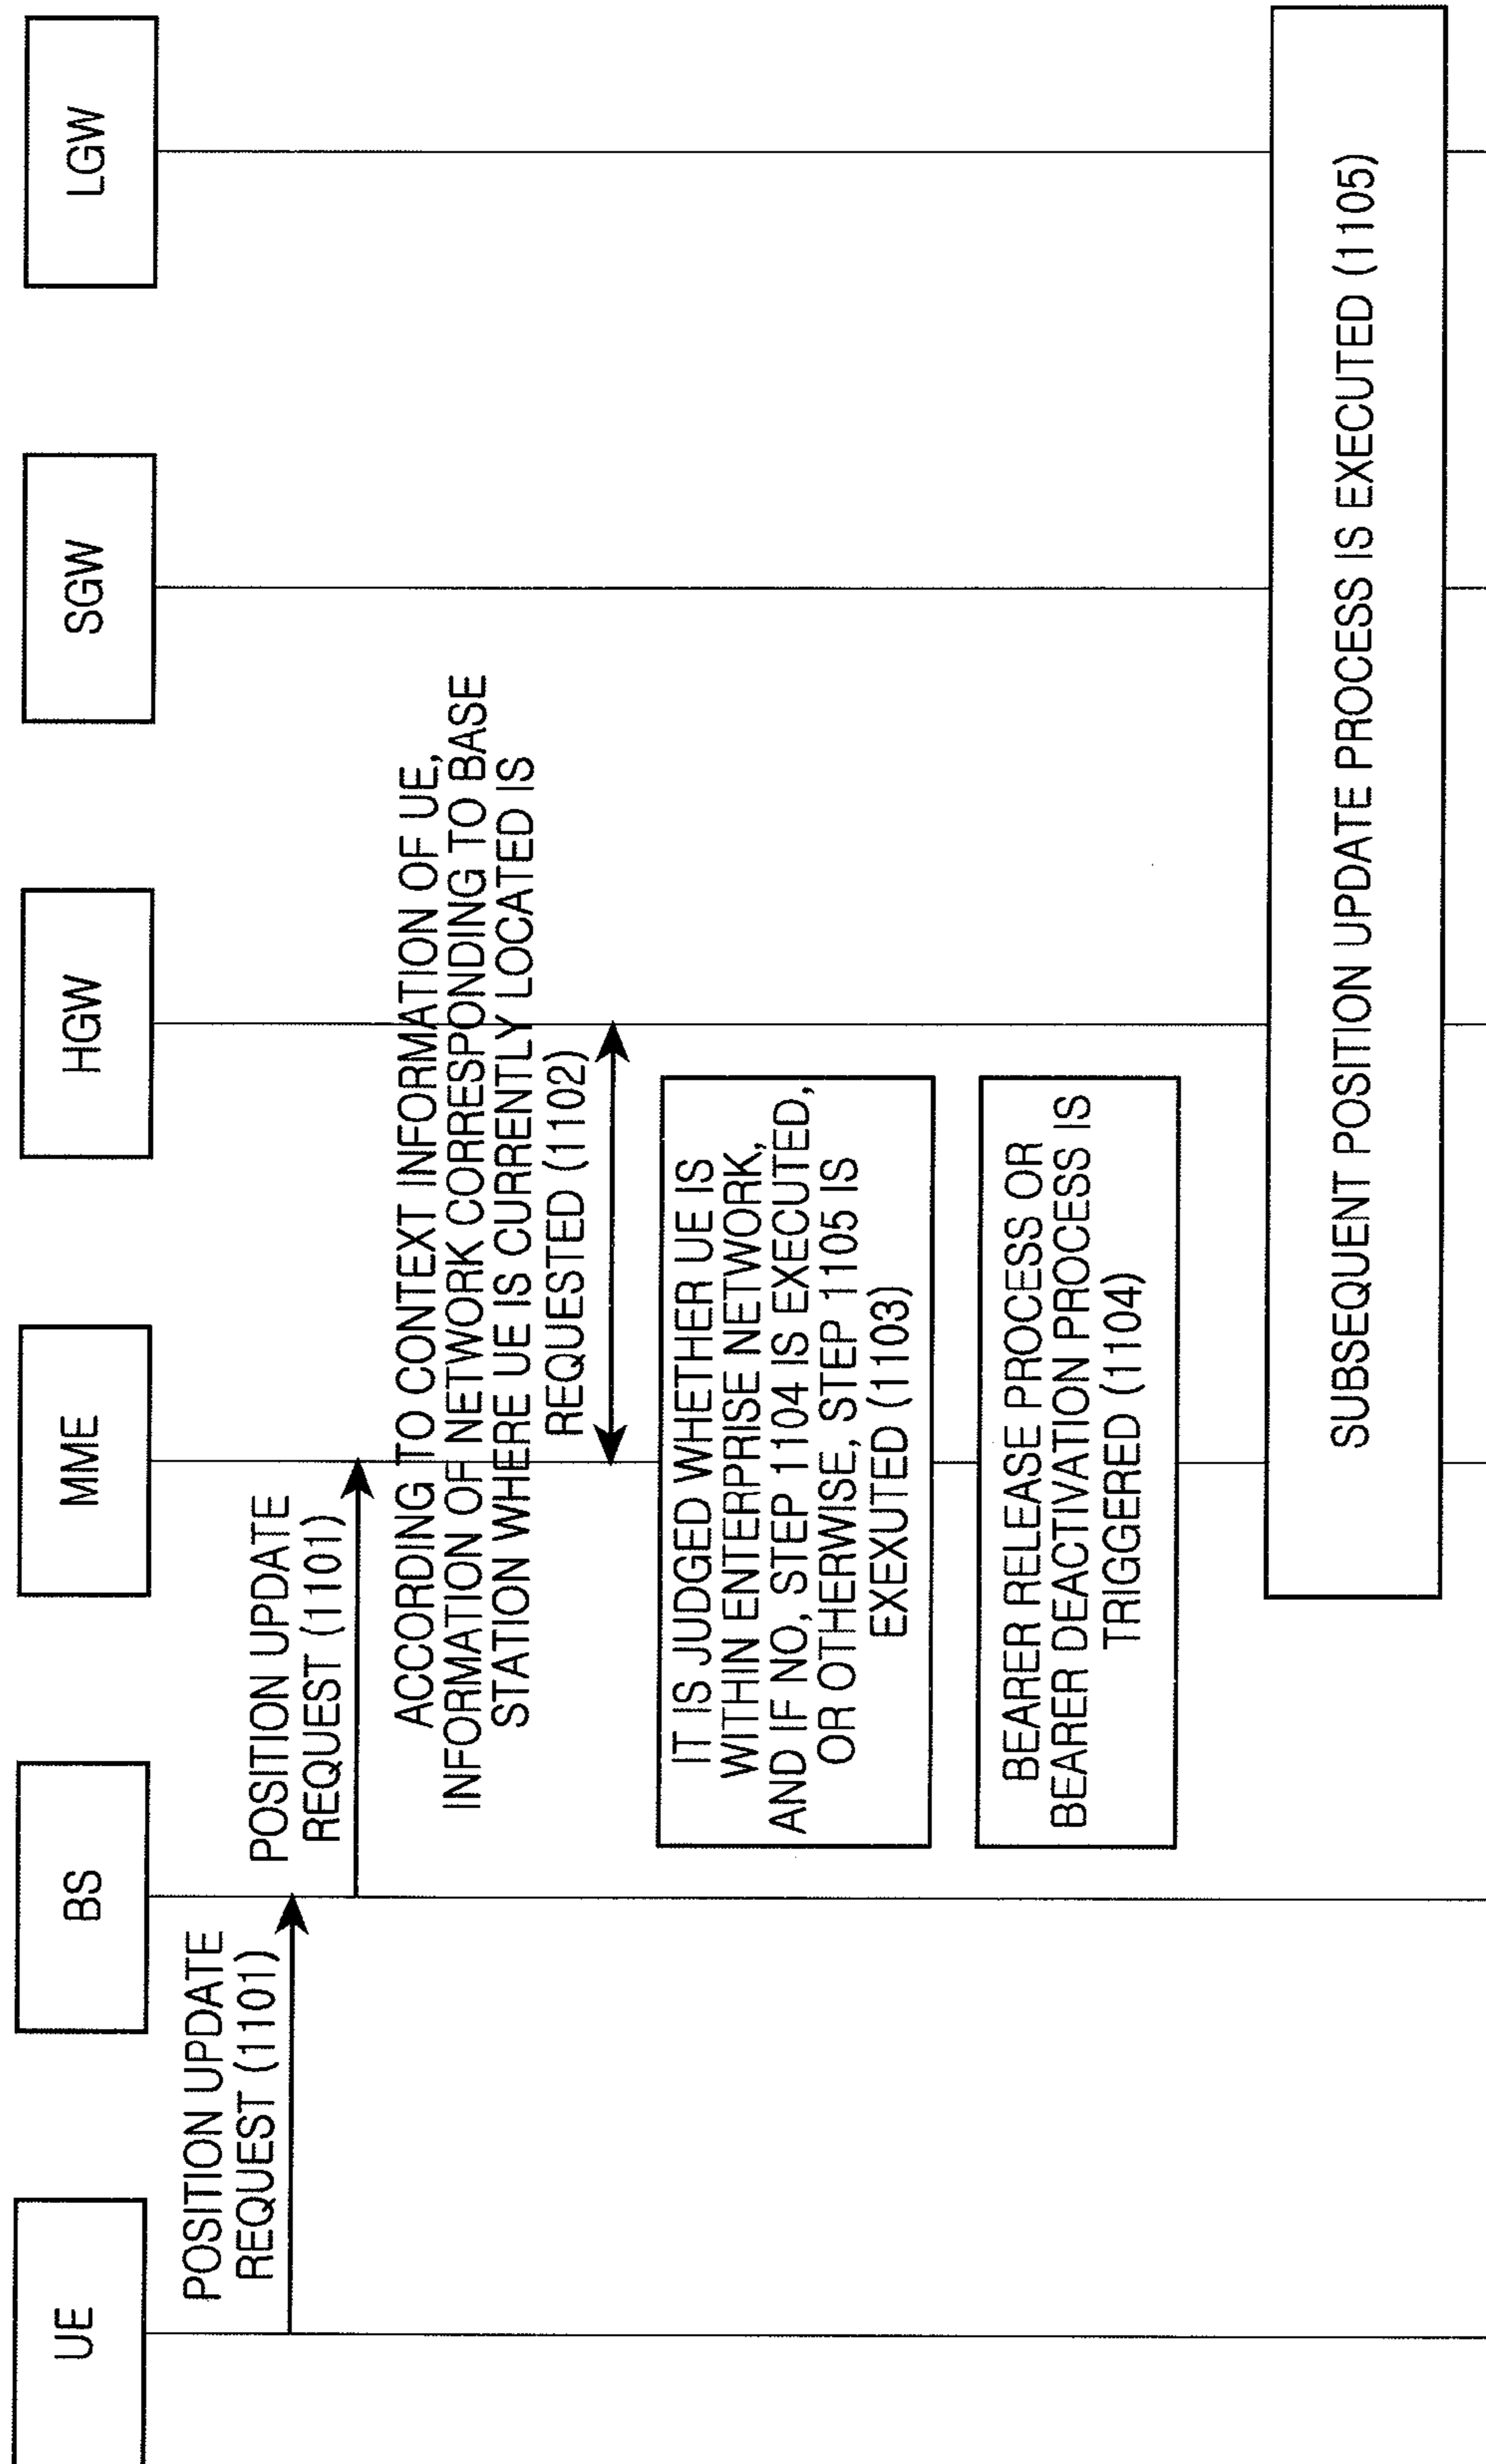 UE
BS
MME
HGW
SGW
LGW
POSITION UPDATE
REQUEST (1101)
POSITION UPDATE
REQUEST (1101)
ACCORDING TO CONTEXT INFORMATION OF UE,
INFORMATION OF NETWORK CORRESPONDING TO BASE
STATION WHERE UE IS CURRENTLY LOCATED IS
REQUESTED (1102)
IT IS JUDGED WHETHER UE IS
WITHIN ENTERPRISE NETWORK,
AND IF NO, STEP 1104 IS EXECUTED,
OR OTHERWISE, STEP 1105 IS
EXEXUTED (1103)
BEARER RELEASE PROCESS OR
BEARER DEACTIVATION PROCESS IS
TRIGGERED (1104)
SUBSEQUENT POSITION UPDATE PROCESS IS EXECUTED (1105)